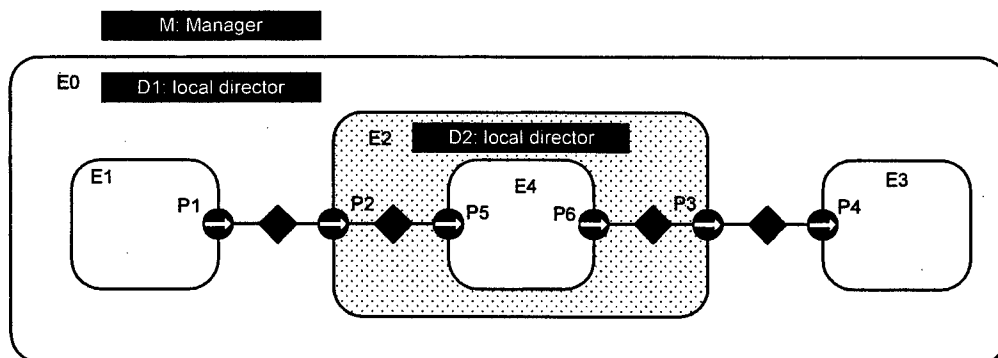 M: Manager
E0
D1: local director
E2
D2: local director
E1
E4
E3
P1
P2
P5
P6
P3
P4